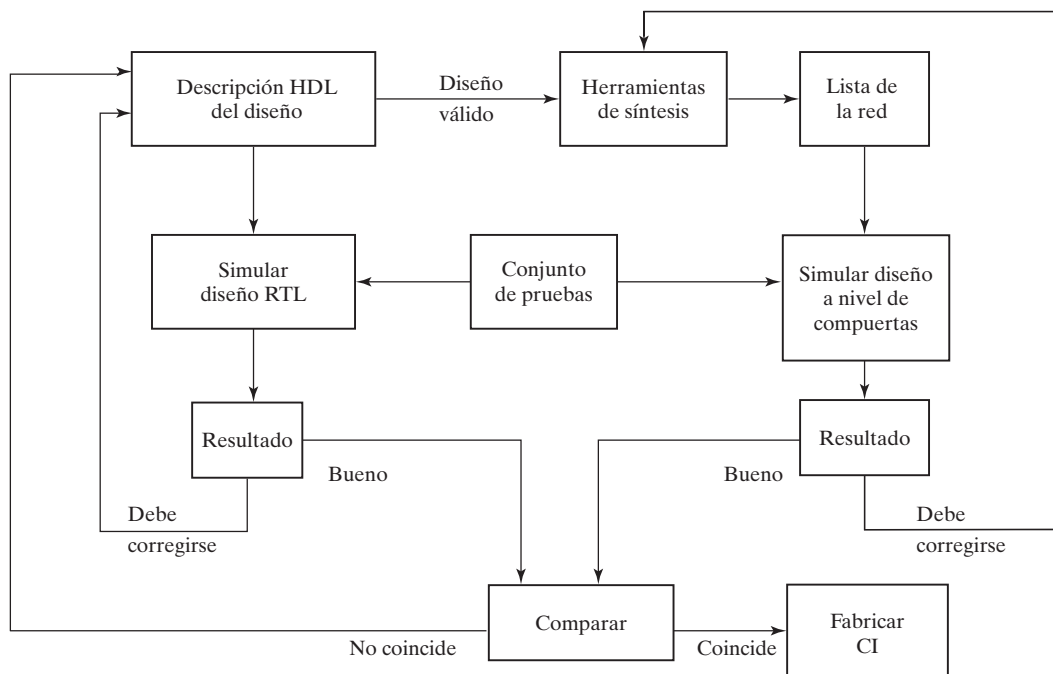 Descripción HDL
del diseño
Diseño
válido
Herramientas
de síntesis
Lista de
la red
Simular
diseño RTL
Conjunto
de pruebas
Simular diseño
a nivel de
compuertas
Resultado
Bueno
Debe
corregirse
Resultado
Bueno
Debe
corregirse
Comparar
No coincide
Coincide
Fabricar
CI